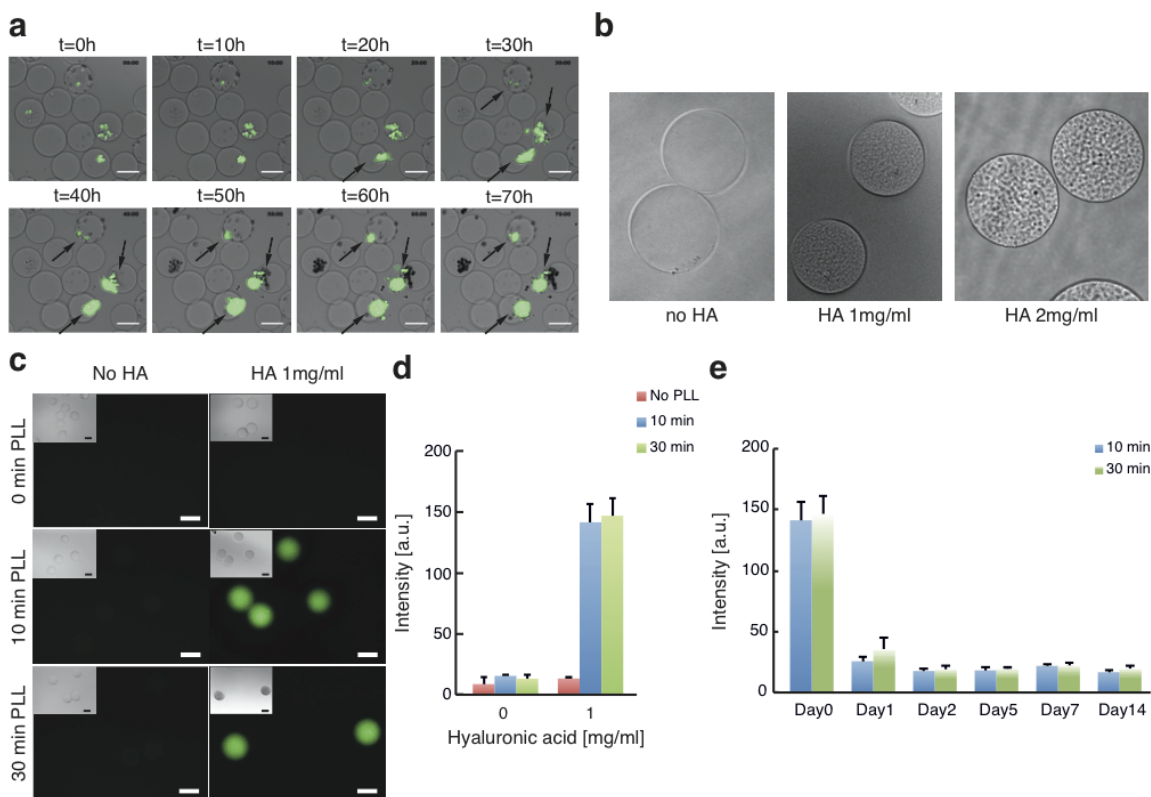 a
t=0h t=10h t=20h t=30h
t=40h t=50h t=60h t=70h
b
no HA HA 1mg/ml HA 2mg/ml
c
No HA HA 1mg/ml
0 min PLL
10 min PLL
30 min PLL
d
No PLL
10 min
30 min
200
150
100
50
0
Intensity [a.u.]
0 1
Hyaluronic acid [mg/ml]
e
10 min
30 min
200
150
100
50
0
Intensity [a.u.]
Day0 Day1 Day2 Day5 Day7 Day14